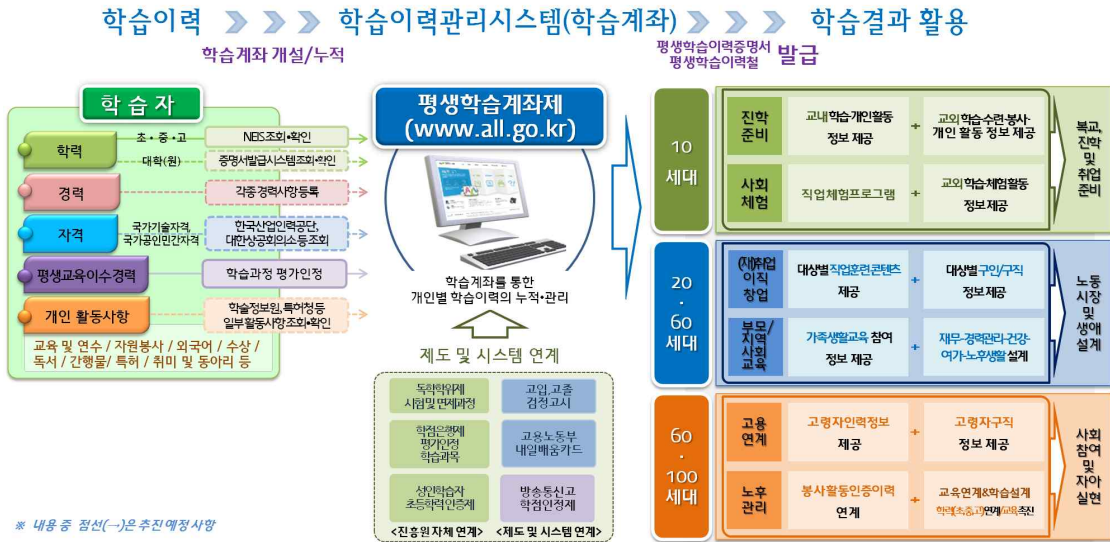 학습이력
학습이력관리시스템(학습계좌)
학습결과 활용
학습계좌 개설/누적
평생학습이력증명서
평생학습이력철
발급
학습자
학력
초·중·고
NEIS조회•확인
대학(원)
증명서발급시스템조회•확인
경력
각종경력사항등록
자격
국가기술자격,
국가공인민간자격
한국산업인력공단,
대한상공회의소등조회
평생교육이수경력
학습과정 평가인정
개인 활동사항
학술정보원, 특허청등
일부활동사항조회•확인
교육 및 연수 / 자원봉사 / 외국어 / 수상 /
독서 / 간행물/ 특허 / 취미 및 동아리 등
※ 내용 중 점선(→)은 추진예정사항
평생학습계좌제
(www.all.go.kr)
학습계좌를 통한
개인별 학습이력의 누적•관리
제도 및 시스템 연계
독학학위제
시험및면제과정
고입,고졸
검정고시
학점은행제
평가인정
학습과목
고용노동부
내일배움카드
성인학습자
초등학력인증제
방송통신고
학점인정제
<진흥원자체 연계>
<제도 및 시스템 연계>
10
세대
진학
준비
교내학습·개인활동
정보 제공
+
교외학습·수련·봉사·
개인 활동 정보 제공
사회
체험
직업체험프로그램
+
교외학습·체험활동
정보 제공
복교,
진학
및
취업
준비
20
·
60
세대
(재)취업
이직
창업
대상별직업훈련콘텐츠
제공
+
대상별구인/구직
정보 제공
부모/
지역
사회
교육
가족생활교육 참여
정보 제공
+
재무·경력관리·건강·
여가·노후생활 설계
노동
시장
및
생애
설계
60
·
100
세대
고용
연계
고령자인력정보
제공
+
고령자구직
정보 제공
노후
관리
봉사활동인증이력
연계
+
교육연계&학습설계
학력(초중고)연계/교육촉진
사회
참여
및
자아
실현